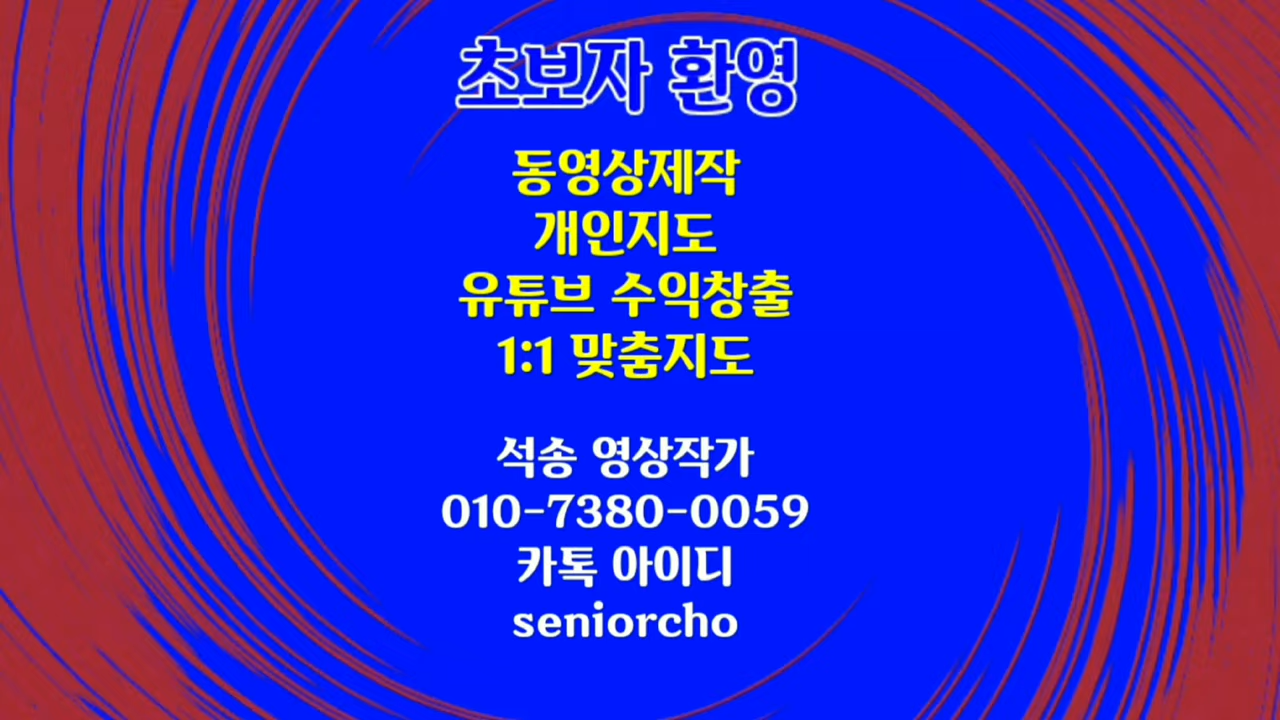 초보자 환영
동영상제작
개인지도
유튜브 수익창출
1:1 맞춤지도
석송 영상작가
010-7380-0059
카톡 아이디
seniorcho